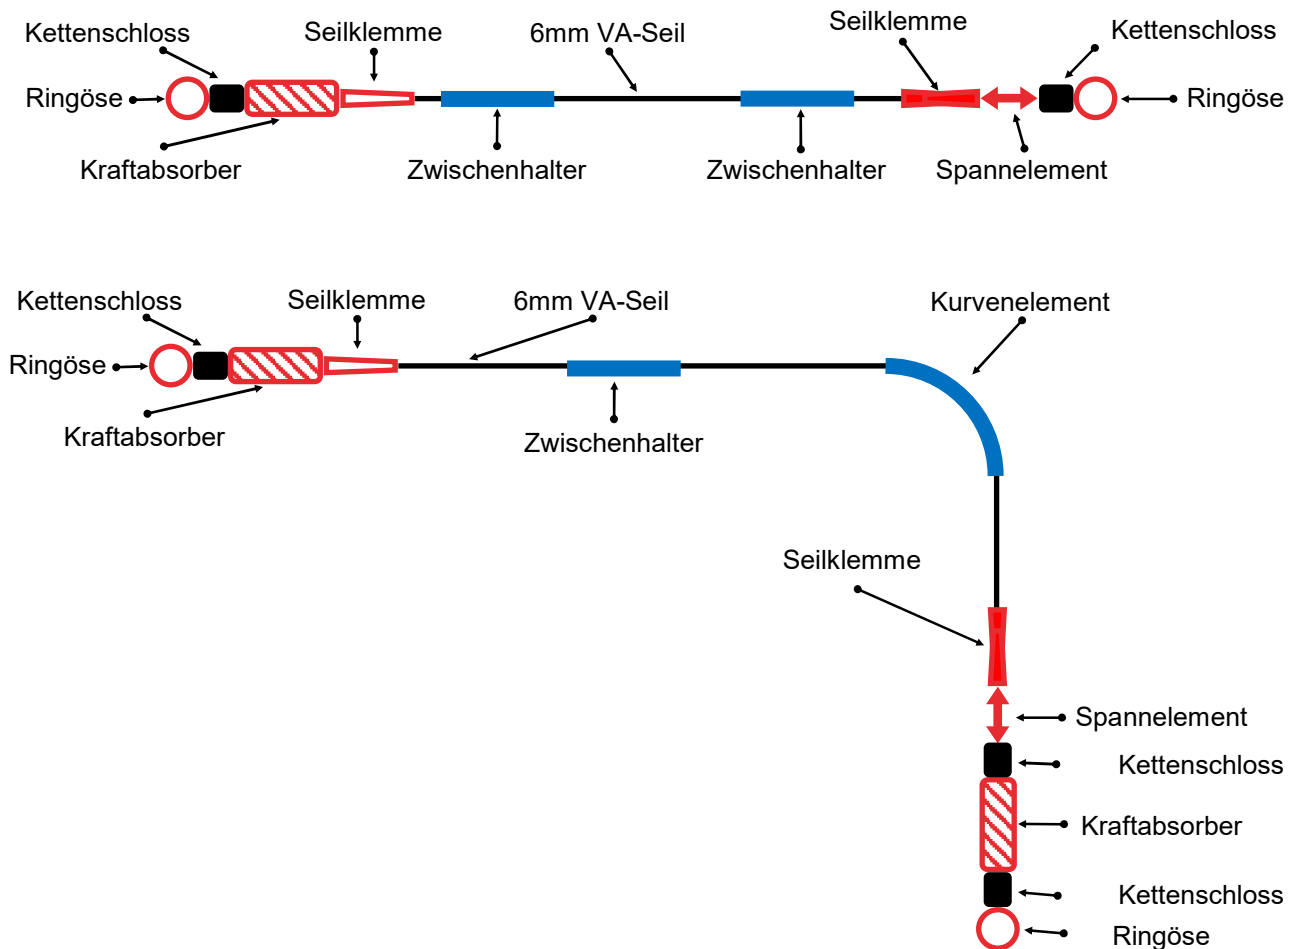 Kettenschloss
Seilklemme
6mm VA-Seil
Seilklemme
Kettenschloss
Ringöse
Ringöse
Kraftabsorber
Zwischenhalter
Zwischenhalter
Spannelement
Kettenschloss
Seilklemme
6mm VA-Seil
Kurvenelement
Ringöse
Kraftabsorber
Zwischenhalter
Seilklemme
Spannelement
Kettenschloss
Kraftabsorber
Kettenschloss
Ringöse